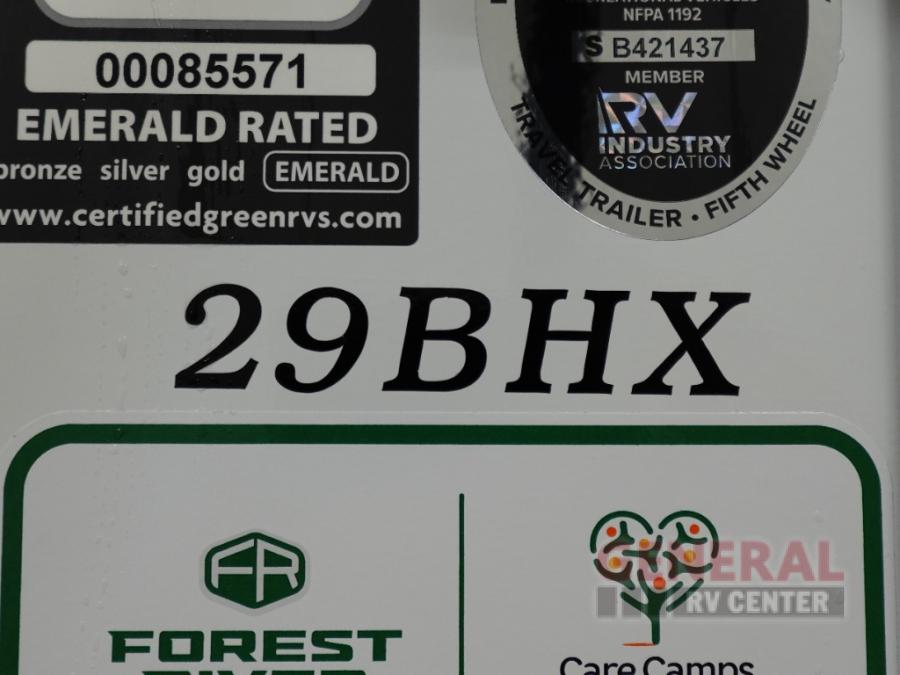 00085571
EMERALD RATED
bronze silver gold EMERALD
www.certifiedgreenrvs.com
NFPA 1192
S B421437
MEMBER
RV
INDUSTRY
ASSOCIATION
TRAVEL TRAILER • FIFTH WHEEL
29BHX
FR
FOREST
RIVER
Care Camps
GENERAL
RV CENTER